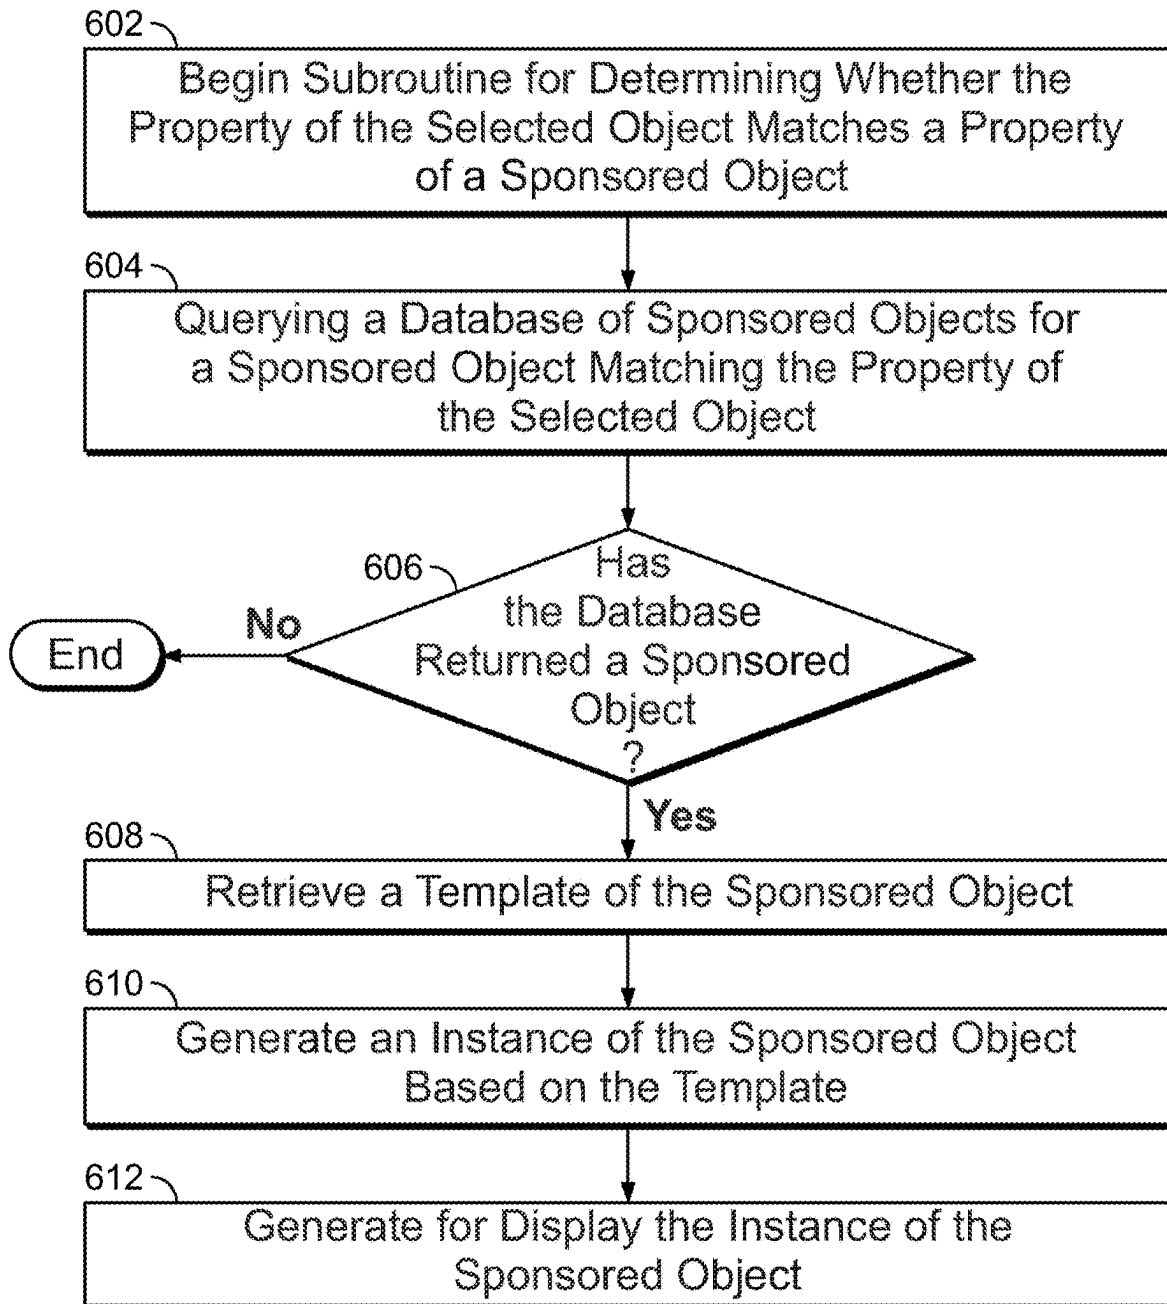 602
Begin Subroutine for Determining Whether the
Property of the Selected Object Matches a Property
of a Sponsored Object
604
Querying a Database of Sponsored Objects for
a Sponsored Object Matching the Property of
the Selected Object
606
Has
the Database
Returned a Sponsored
Object
?
No
End
Yes
608
Retrieve a Template of the Sponsored Object
610
Generate an Instance of the Sponsored Object
Based on the Template
612
Generate for Display the Instance of the
Sponsored Object